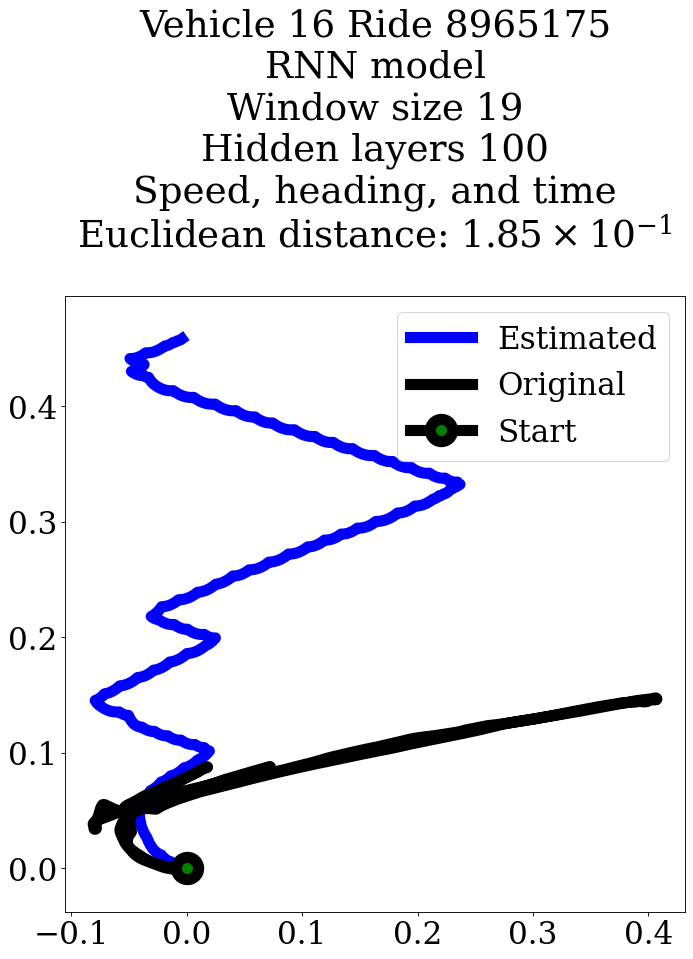 Vehicle 16 Ride 8965175
RNN model
Window size 19
Hidden layers 100
Speed, heading, and time
Euclidean distance: 1.85 × 10⁻¹
Estimated
Original
Start
0.4
0.3
0.2
0.1
0.0
−0.1 0.0 0.1 0.2 0.3 0.4